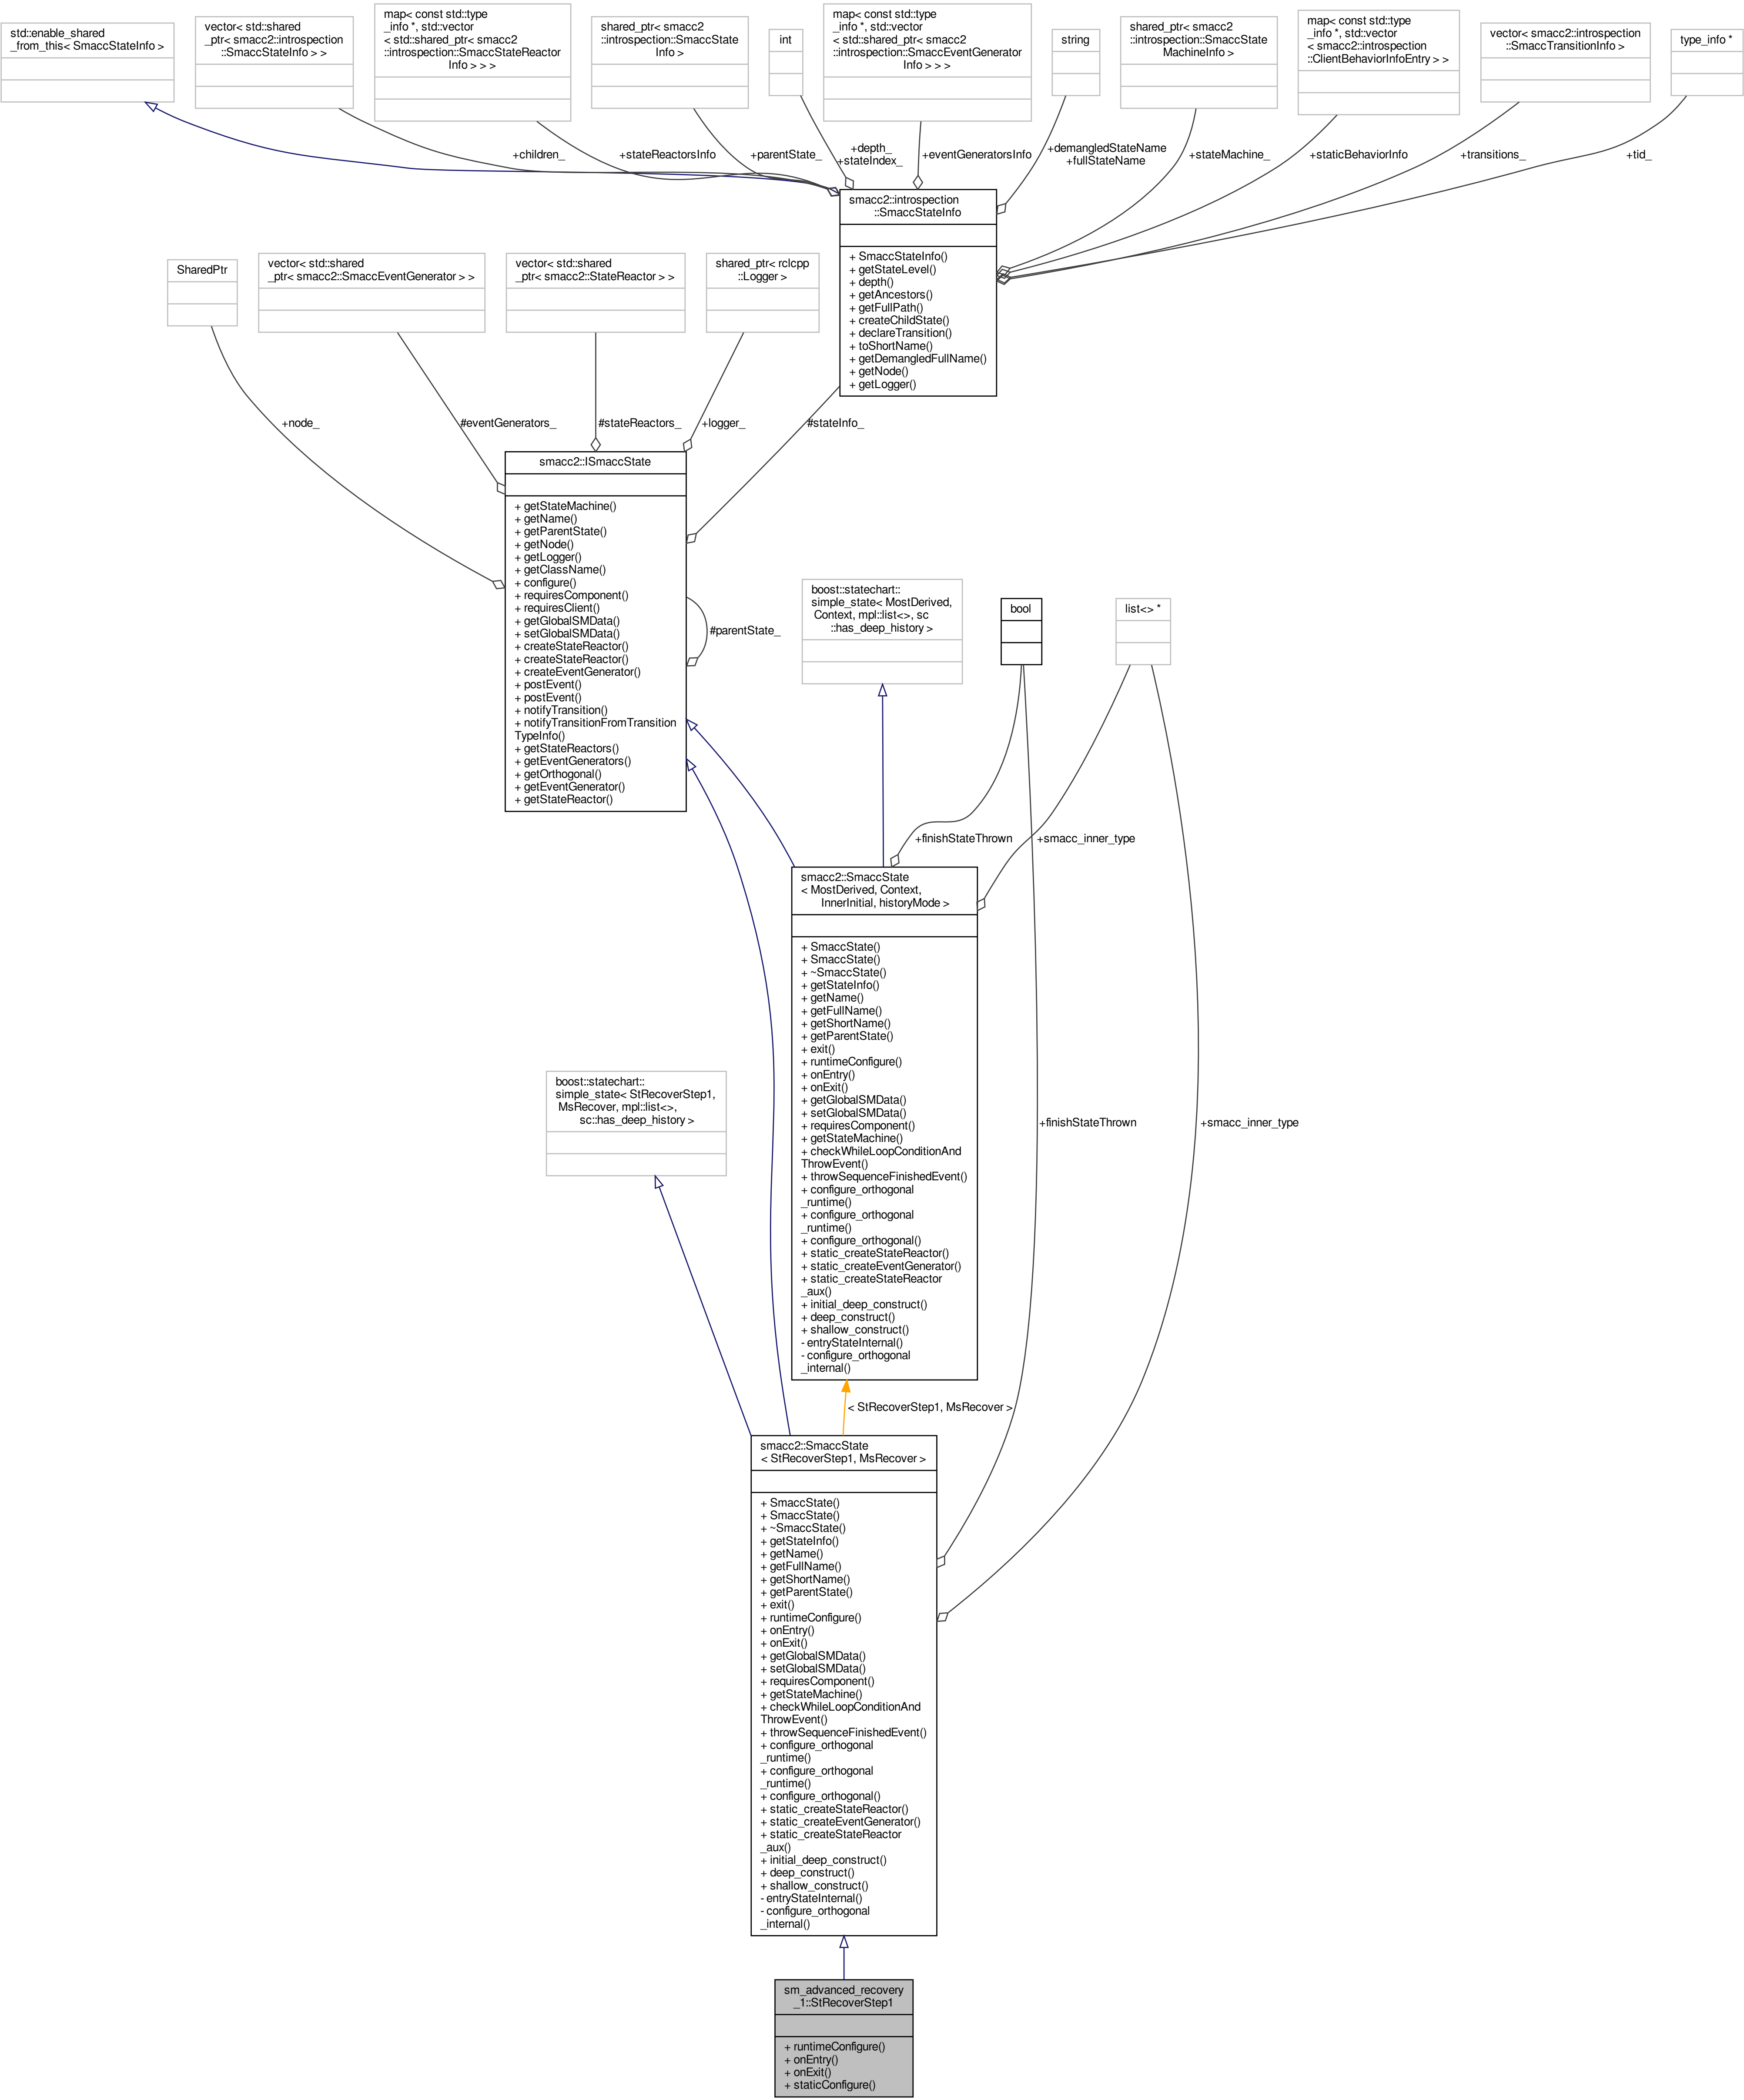 std::enable_shared
_from_this< SmaccStateInfo >
vector< std::shared
_ptr< smacc2::introspection
::SmaccStateInfo > >
map< const std::type
_info *, std::vector
< std::shared_ptr< smacc2
::introspection::SmaccStateReactor
Info > > >
shared_ptr< smacc2
::introspection::SmaccState
Info >
int
map< const std::type
_info *, std::vector
< std::shared_ptr< smacc2
::introspection::SmaccEventGenerator
Info > > >
string
shared_ptr< smacc2
::introspection::SmaccState
MachineInfo >
map< const std::type
_info *, std::vector
< smacc2::introspection
::ClientBehaviorInfoEntry > >
vector< smacc2::introspection
::SmaccTransitionInfo >
type_info *
+children_
+stateReactorsInfo
+parentState_
+depth_
+stateIndex_
+eventGeneratorsInfo
+demangledStateName
+fullStateName
+stateMachine_
+staticBehaviorInfo
+transitions_
+tid_
smacc2::introspection
::SmaccStateInfo
+ SmaccStateInfo()
+ getStateLevel()
+ depth()
+ getAncestors()
+ getFullPath()
+ createChildState()
+ declareTransition()
+ toShortName()
+ getDemangledFullName()
+ getNode()
+ getLogger()
SharedPtr
vector< std::shared
_ptr< smacc2::SmaccEventGenerator > >
vector< std::shared
_ptr< smacc2::StateReactor > >
shared_ptr< rclcpp
::Logger >
+node_
#eventGenerators_
#stateReactors_
+logger_
#stateInfo_
smacc2::ISmaccState
+ getStateMachine()
+ getName()
+ getParentState()
+ getNode()
+ getLogger()
+ getClassName()
+ configure()
+ requiresComponent()
+ requiresClient()
+ getGlobalSMData()
+ setGlobalSMData()
+ createStateReactor()
+ createStateReactor()
+ createEventGenerator()
+ postEvent()
+ postEvent()
+ notifyTransition()
+ notifyTransitionFromTransition
TypeInfo()
+ getStateReactors()
+ getEventGenerators()
+ getOrthogonal()
+ getEventGenerator()
+ getStateReactor()
#parentState_
boost::statechart::
simple_state< MostDerived,
Context, mpl::list<>, sc
::has_deep_history >
bool
list<> *
+finishStateThrown
+smacc_inner_type
smacc2::SmaccState
< MostDerived, Context,
InnerInitial, historyMode >
+ SmaccState()
+ SmaccState()
+ ~SmaccState()
+ getStateInfo()
+ getName()
+ getFullName()
+ getShortName()
+ getParentState()
+ exit()
+ runtimeConfigure()
+ onEntry()
+ onExit()
+ getGlobalSMData()
+ setGlobalSMData()
+ requiresComponent()
+ getStateMachine()
+ checkWhileLoopConditionAnd
ThrowEvent()
+ throwSequenceFinishedEvent()
+ configure_orthogonal
_runtime()
+ configure_orthogonal
_runtime()
+ configure_orthogonal()
+ static_createStateReactor()
+ static_createEventGenerator()
+ static_createStateReactor
_aux()
+ initial_deep_construct()
+ deep_construct()
+ shallow_construct()
- entryStateInternal()
- configure_orthogonal
_internal()
boost::statechart::
simple_state< StRecoverStep1,
MsRecover, mpl::list<>,
sc::has_deep_history >
+finishStateThrown
+smacc_inner_type
< StRecoverStep1, MsRecover >
smacc2::SmaccState
< StRecoverStep1, MsRecover >
+ SmaccState()
+ SmaccState()
+ ~SmaccState()
+ getStateInfo()
+ getName()
+ getFullName()
+ getShortName()
+ getParentState()
+ exit()
+ runtimeConfigure()
+ onEntry()
+ onExit()
+ getGlobalSMData()
+ setGlobalSMData()
+ requiresComponent()
+ getStateMachine()
+ checkWhileLoopConditionAnd
ThrowEvent()
+ throwSequenceFinishedEvent()
+ configure_orthogonal
_runtime()
+ configure_orthogonal
_runtime()
+ configure_orthogonal()
+ static_createStateReactor()
+ static_createEventGenerator()
+ static_createStateReactor
_aux()
+ initial_deep_construct()
+ deep_construct()
+ shallow_construct()
- entryStateInternal()
- configure_orthogonal
_internal()
sm_advanced_recovery
_1::StRecoverStep1
+ runtimeConfigure()
+ onEntry()
+ onExit()
+ staticConfigure()